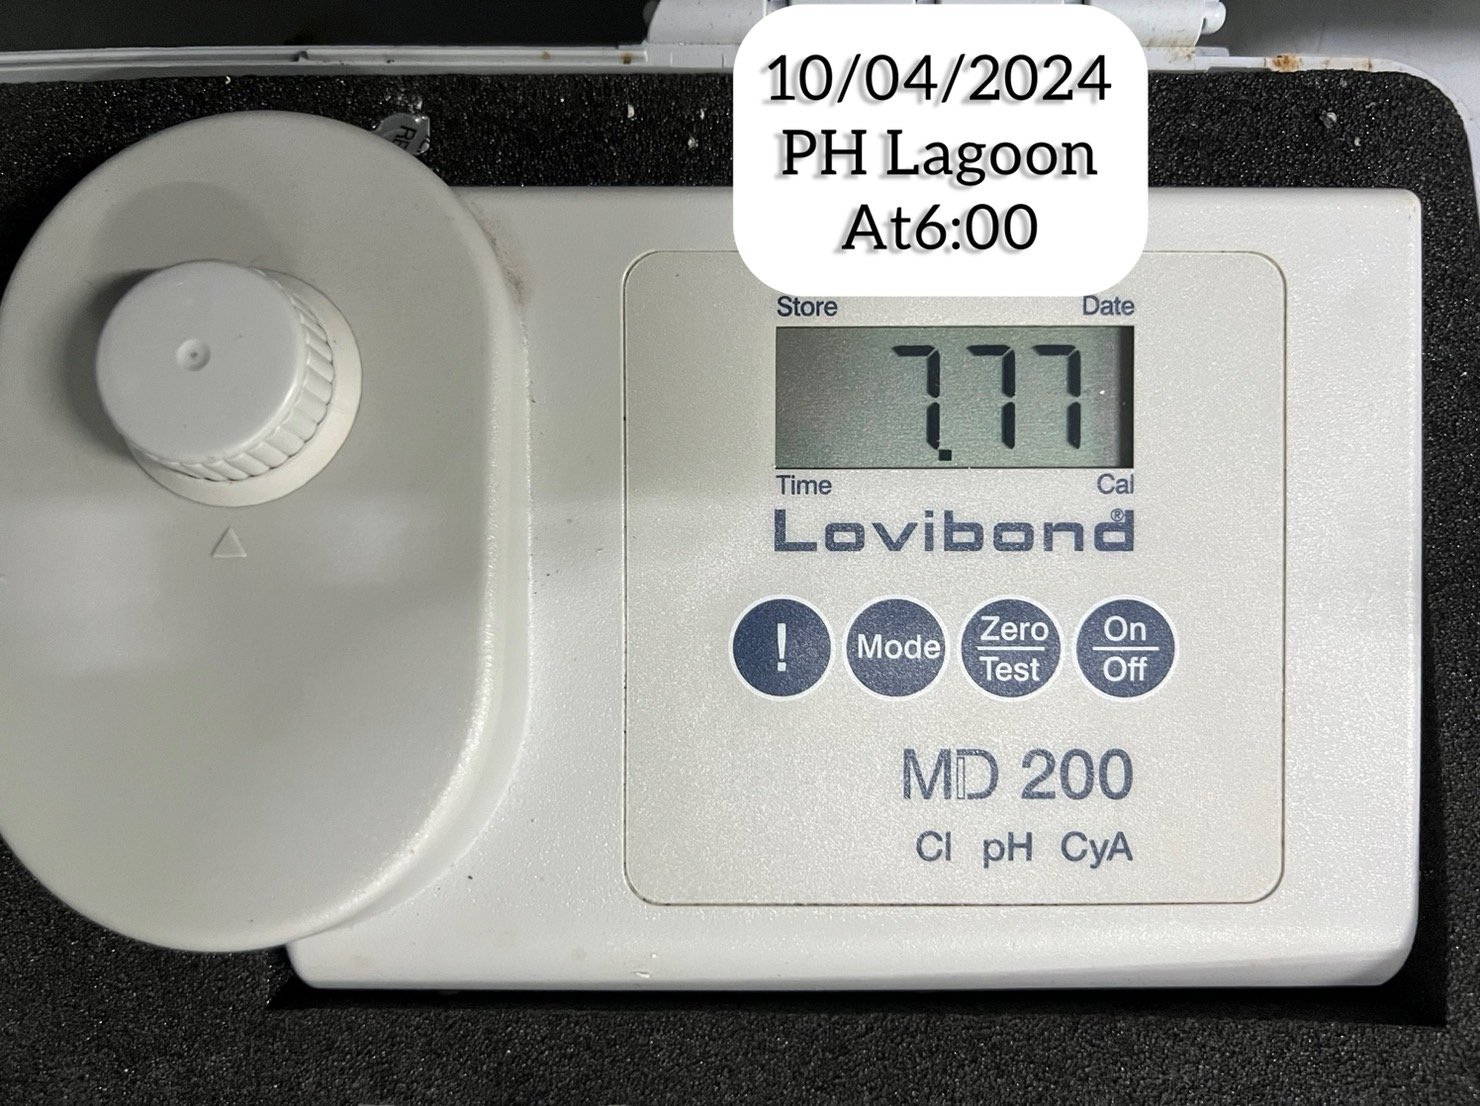 10/04/2024
PH Lagoon
At6:00
Store Date
7.77
Time Cal
Lovibond®
! Mode Zero Test On Off
MD 200
Cl pH CyA